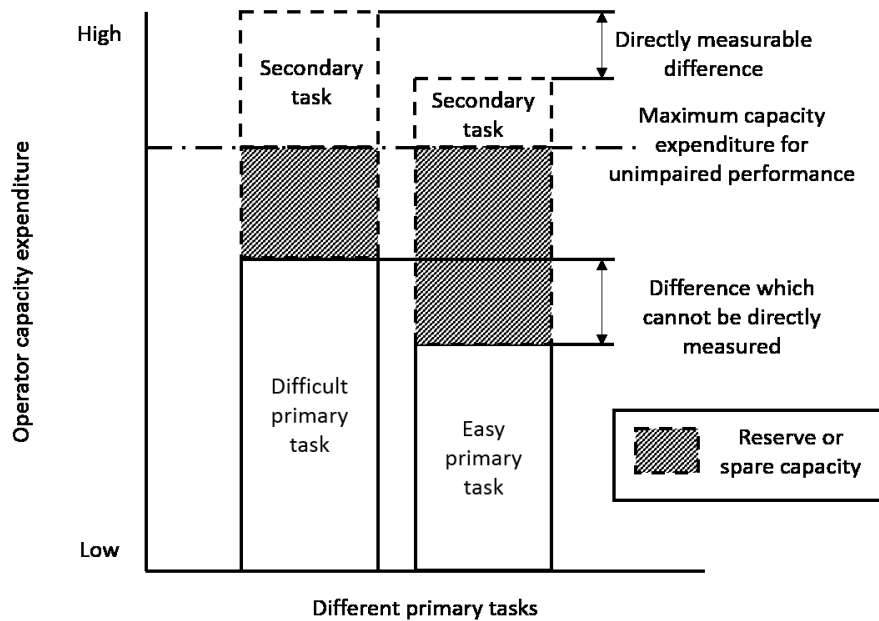 High
Secondary
task
Directly measurable
difference
Secondary
task
Maximum capacity
expenditure for
unimpaired performance
Operator capacity expenditure
Difference which
cannot be directly
measured
Difficult
primary
task
Easy
primary
task
Reserve or
spare capacity
Low
Different primary tasks